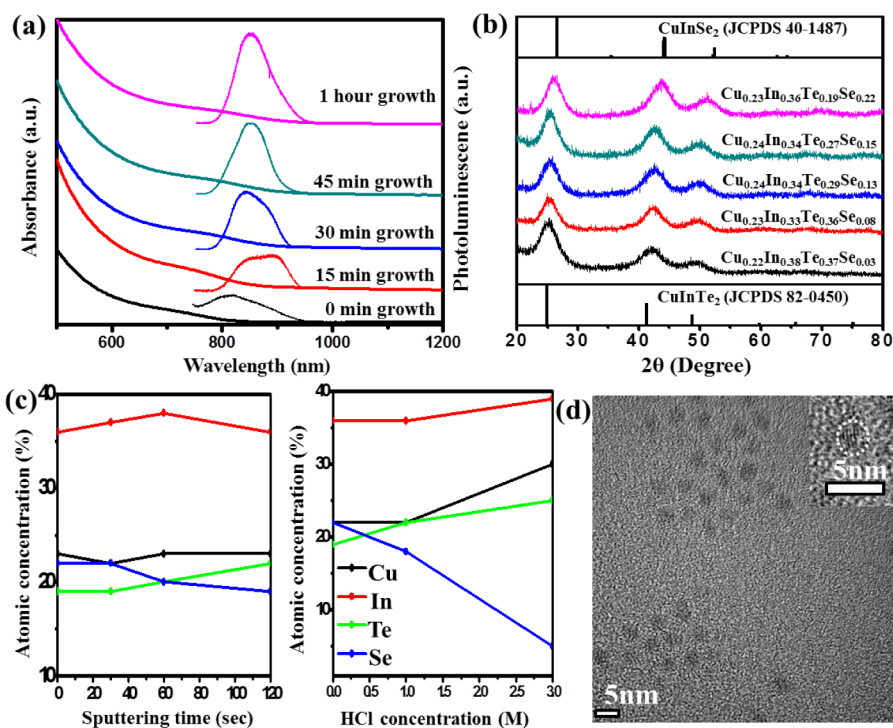 (a)
1 hour growth
45 min growth
30 min growth
15 min growth
0 min growth
Absorbance (a.u.)
Photoluminescene (a.u.)
600 800 1000 1200
Wavelength (nm)
(b)
CuInSe2 (JCPDS 40-1487)
Cu0.23In0.36Te0.19Se0.22
Cu0.24In0.34Te0.27Se0.15
Cu0.24In0.34Te0.29Se0.13
Cu0.23In0.33Te0.36Se0.08
Cu0.22In0.38Te0.37Se0.03
CuInTe2 (JCPDS 82-0450)
20 30 40 50 60 70 80
2θ (Degree)
(c)
Atomic concentration (%)
40
30
20
10
0 20 40 60 80 100 120
Sputtering time (sec)
Atomic concentration (%)
40
30
20
10
Cu
In
Te
Se
0.0 0.5 1.0 1.5 2.0 2.5 3.0
HCl concentration (M)
(d)
5nm
5nm